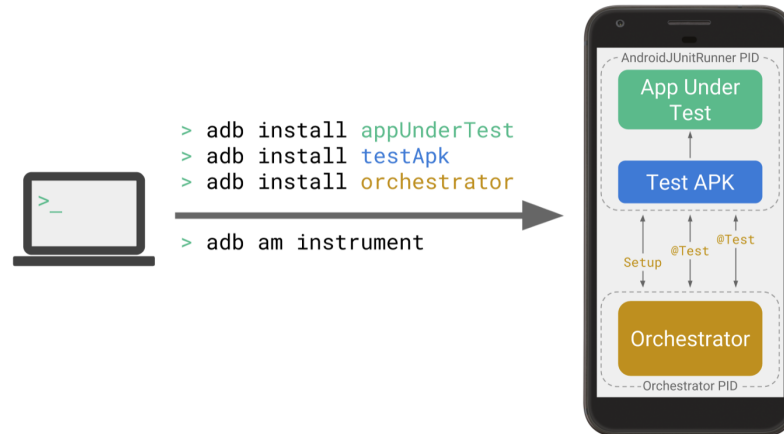 > adb install appUnderTest
> adb install testApk
> adb install orchestrator
> adb am instrument
>_
AndroidJUnitRunner PID
App Under
Test
Test APK
Setup
@Test
@Test
Orchestrator
Orchestrator PID